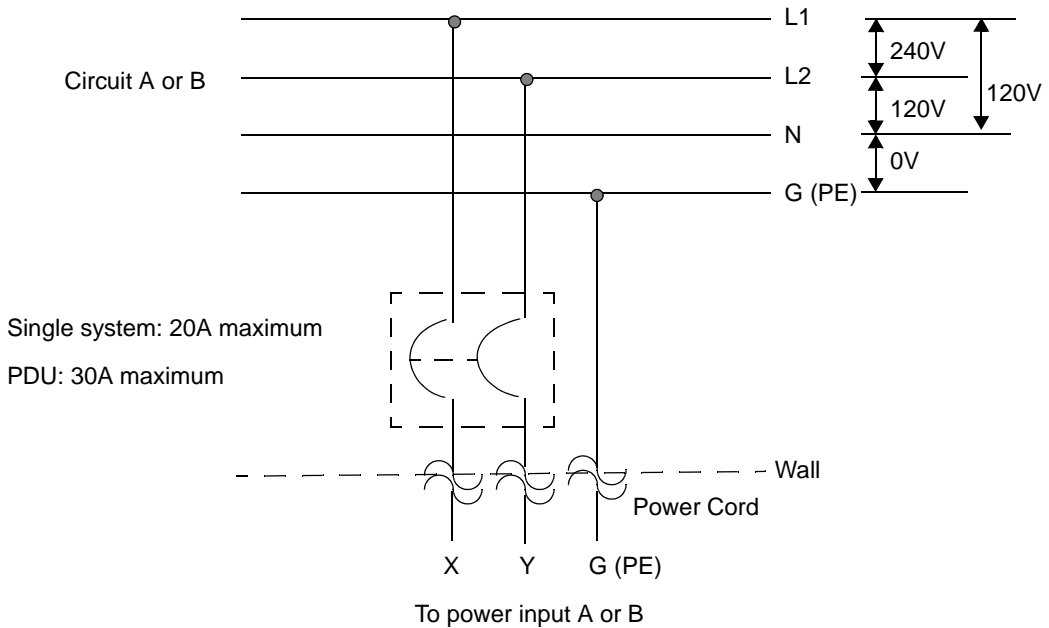 L1
240V
Circuit A or B
L2
120V
120V
N
0V
G (PE)
Single system: 20A maximum
PDU: 30A maximum
Wall
Power Cord
X Y G (PE)
To power input A or B